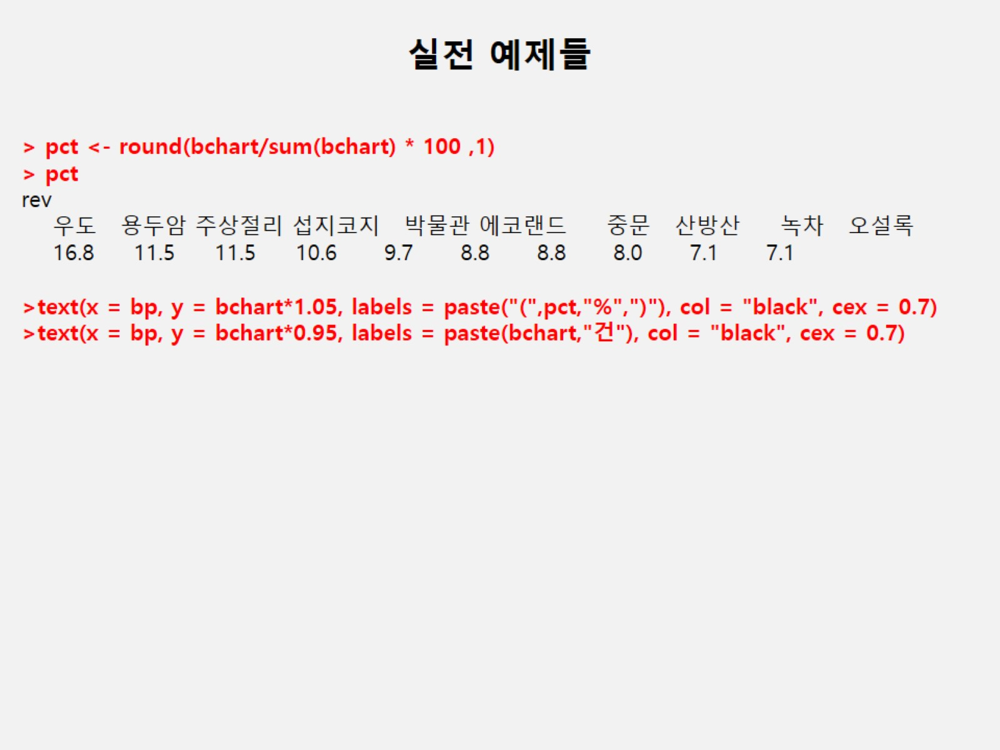 실전 예제들
> pct <- round(bchart/sum(bchart) * 100 ,1)
> pct
rev
우도 용두암 주상절리 섭지코지 박물관 에코랜드 중문 산방산 녹차 오설록
16.8 11.5 11.5 10.6 9.7 8.8 8.8 8.0 7.1 7.1
>text(x = bp, y = bchart*1.05, labels = paste("(",pct,"%",")"), col = "black", cex = 0.7)
>text(x = bp, y = bchart*0.95, labels = paste(bchart,"건"), col = "black", cex = 0.7)